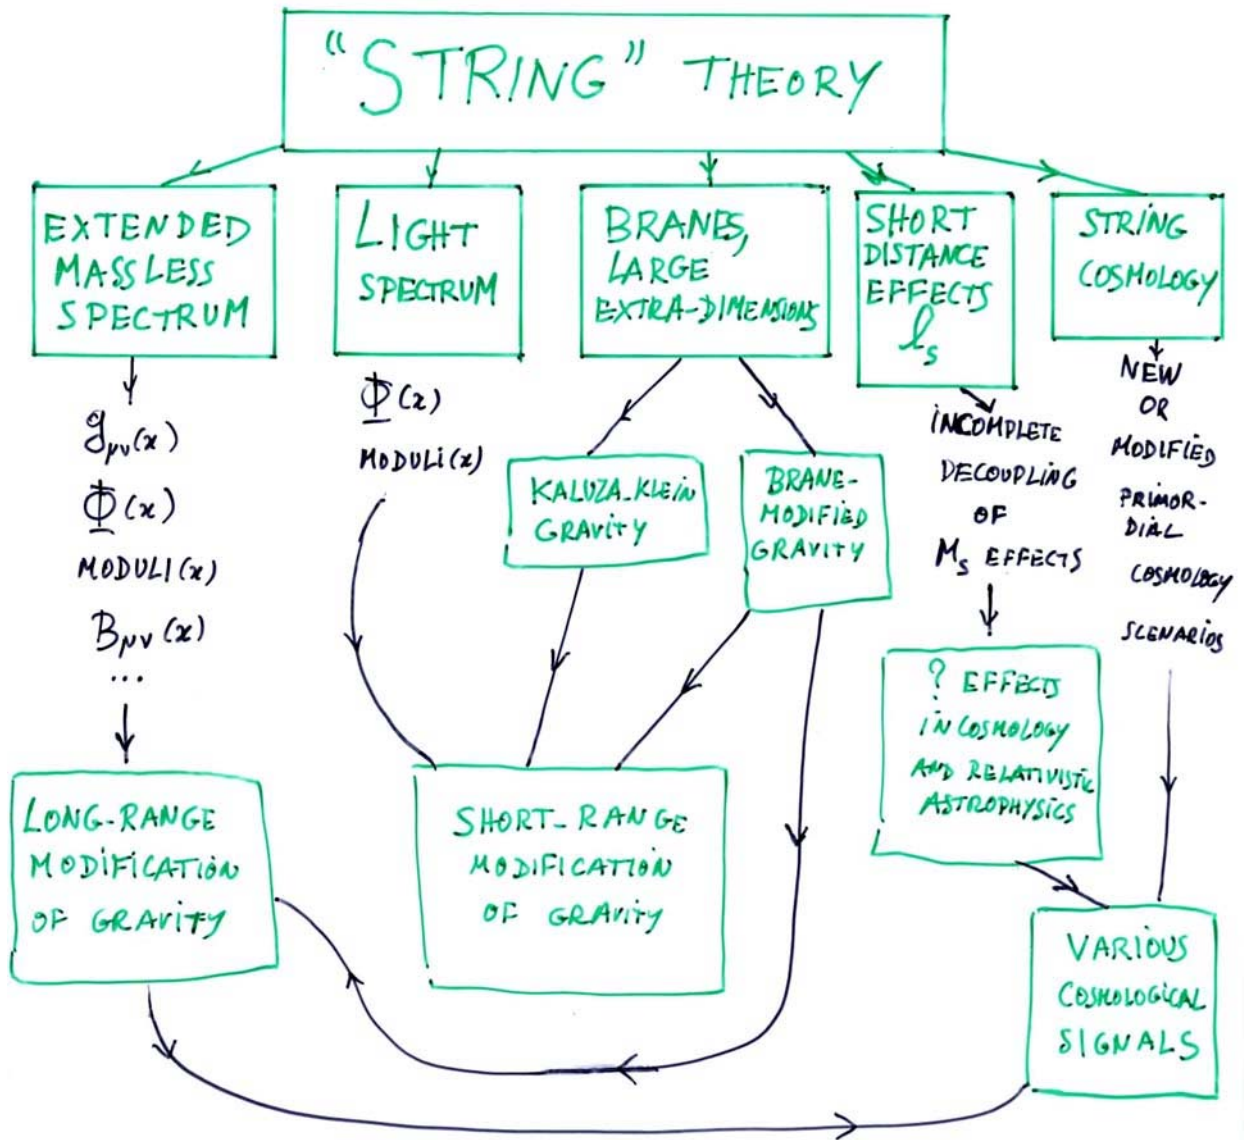 “STRING” THEORY
EXTENDED
MASSLESS
SPECTRUM
LIGHT
SPECTRUM
BRANES,
LARGE
EXTRA-DIMENSIONS
SHORT
DISTANCE
EFFECTS
ℓs
STRING
COSMOLOGY
gμν(x)
Φ(x)
MODULI(x)
Bμν(x)
...
Φ(x)
MODULI(x)
KALUZA-KLEIN
GRAVITY
BRANE-
MODIFIED
GRAVITY
INCOMPLETE
DECOUPLING
OF
Ms EFFECTS
NEW
OR
MODIFIED
PRIMOR-
DIAL
COSMOLOGY
SCENARIOS
? EFFECTS
IN COSMOLOGY
AND RELATIVISTIC
ASTROPHYSICS
LONG-RANGE
MODIFICATION
OF GRAVITY
SHORT-RANGE
MODIFICATION
OF GRAVITY
VARIOUS
COSMOLOGICAL
SIGNALS